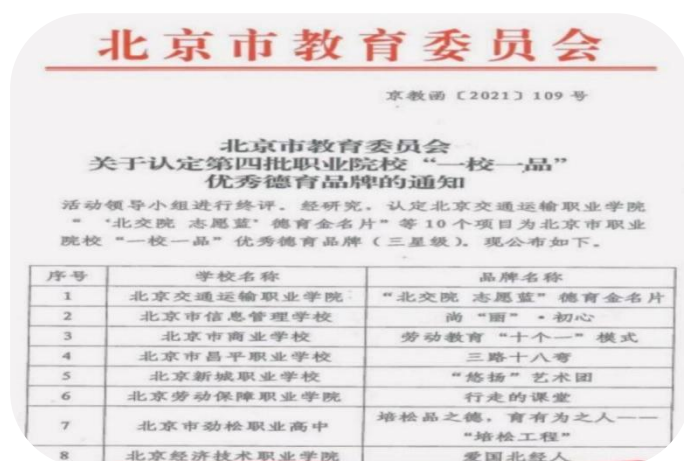 北京市教育委员会
京教函〔2021〕109 号
北京市教育委员会
关于认定第四批职业院校“一校一品”
优秀德育品牌的通知
活动领导小组进行终评。经研究，认定北京交通运输职业学院
“‘北交院 志愿蓝’德育金名片”等10个项目为北京市职业
院校“一校一品”优秀德育品牌（三星级）。现公布如下。
序号 学校名称 品牌名称
1 北京交通运输职业学院 “北交院 志愿蓝”德育金名片
2 北京市信息管理学校 尚“丽”·初心
3 北京市商业学校 劳动教育“十个一”模式
4 北京市昌平职业学校 三路十八弯
5 北京新城职业学校 “悠扬”艺术团
6 北京劳动保障职业学院 行走的课堂
7 北京市劲松职业高中 培松品之德，育有为之人——
“培松工程”
8 北京经济技术职业学院 爱国北经人